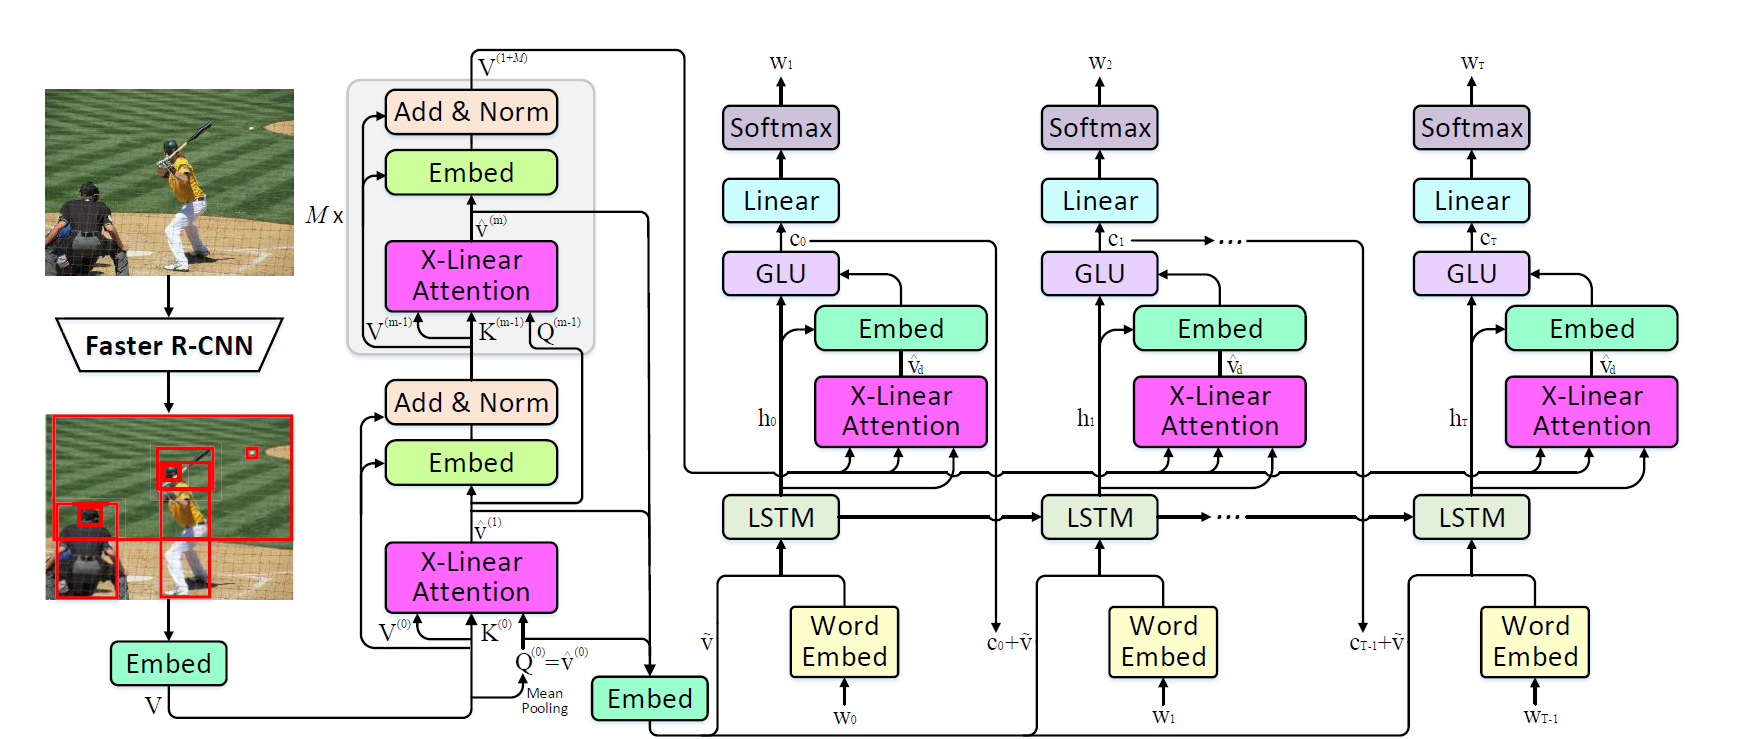 Faster R-CNN
Embed
V
V(1+M)
Add & Norm
Embed
M x
v̂(m)
X-Linear
Attention
V(m-1)
K(m-1)
Q(m-1)
Add & Norm
Embed
v̂(1)
X-Linear
Attention
V(0)
K(0)
Q(0)=v̂(0)
Mean
Pooling
Embed
w1
Softmax
Linear
c0
GLU
Embed
v̂d
X-Linear
Attention
h0
LSTM
ṽ
Word
Embed
w0
w2
Softmax
Linear
c1
...
GLU
Embed
v̂d
X-Linear
Attention
h1
LSTM
...
c0+ṽ
Word
Embed
w1
wT
Softmax
Linear
cT
GLU
Embed
v̂d
X-Linear
Attention
hT
LSTM
cT-1+ṽ
Word
Embed
wT-1